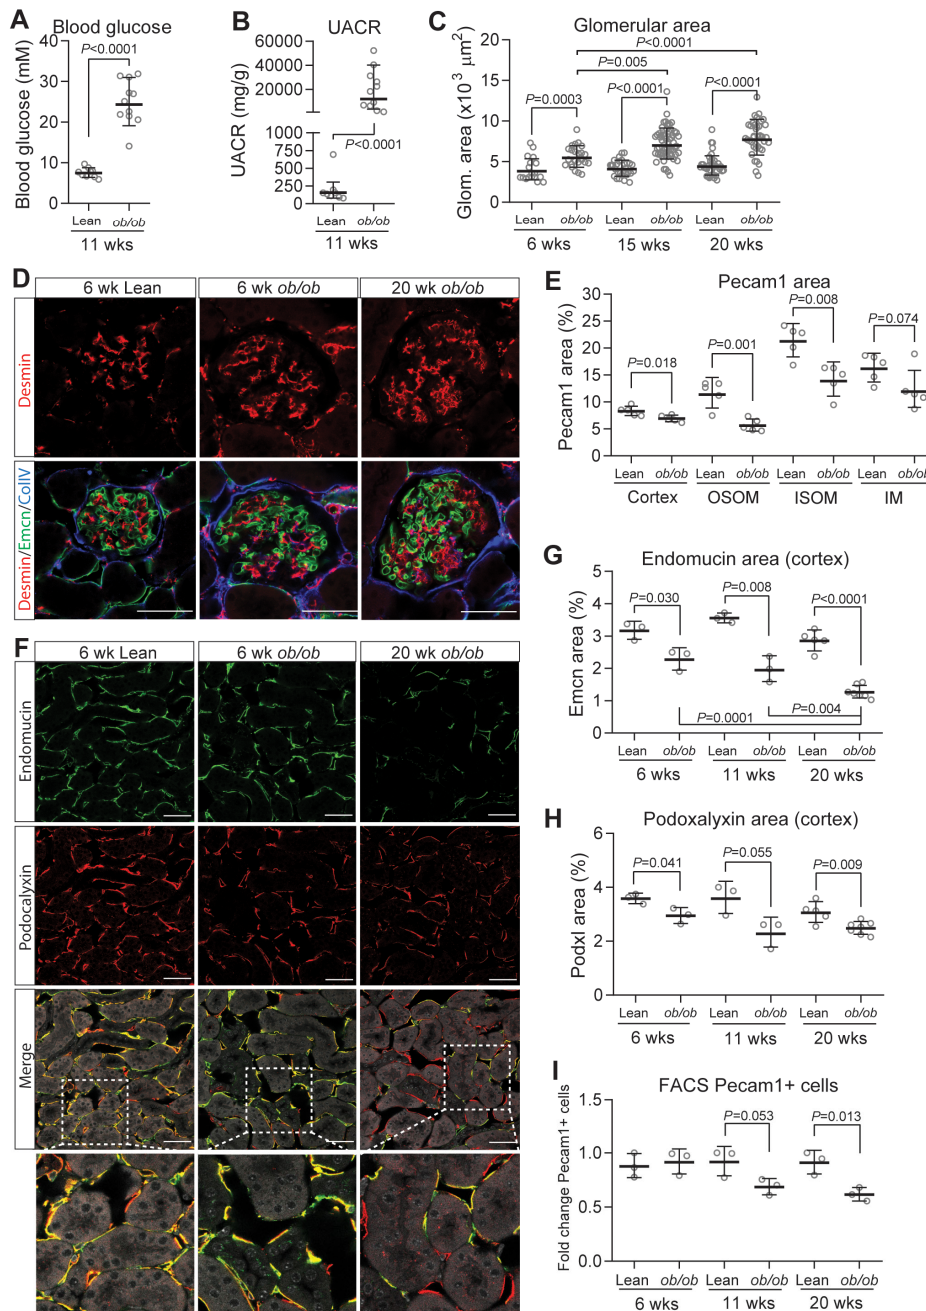 A
Blood glucose
P<0.0001
Blood glucose (mM)
40
30
20
10
0
Lean
ob/ob
11 wks
B
UACR
UACR (mg/g)
60000
40000
20000
1000
750
500
250
0
P<0.0001
Lean
ob/ob
11 wks
C
Glomerular area
Glom. area (x10³ µm²)
20
15
10
5
0
P<0.0001
P=0.005
P=0.0003
P<0.0001
P<0.0001
Lean
ob/ob
Lean
ob/ob
Lean
ob/ob
6 wks
15 wks
20 wks
D
6 wk Lean
6 wk ob/ob
20 wk ob/ob
Desmin
Desmin/Emcn/ColIV
E
Pecam1 area
Pecam1 area (%)
30
25
20
15
10
5
0
P=0.018
P=0.001
P=0.008
P=0.074
Lean
ob/ob
Lean
ob/ob
Lean
ob/ob
Lean
ob/ob
Cortex
OSOM
ISOM
IM
F
6 wk Lean
6 wk ob/ob
20 wk ob/ob
Endomucin
Podocalyxin
Merge
G
Endomucin area (cortex)
Emcn area (%)
5
4
3
2
1
0
P=0.030
P=0.008
P<0.0001
P=0.004
P=0.0001
Lean
ob/ob
Lean
ob/ob
Lean
ob/ob
6 wks
11 wks
20 wks
H
Podoxalyxin area (cortex)
Podxl area (%)
6
4
2
0
P=0.041
P=0.055
P=0.009
Lean
ob/ob
Lean
ob/ob
Lean
ob/ob
6 wks
11 wks
20 wks
I
FACS Pecam1+ cells
Fold change Pecam1+ cells
1.5
1.0
0.5
0.0
P=0.053
P=0.013
Lean
ob/ob
Lean
ob/ob
Lean
ob/ob
6 wks
11 wks
20 wks